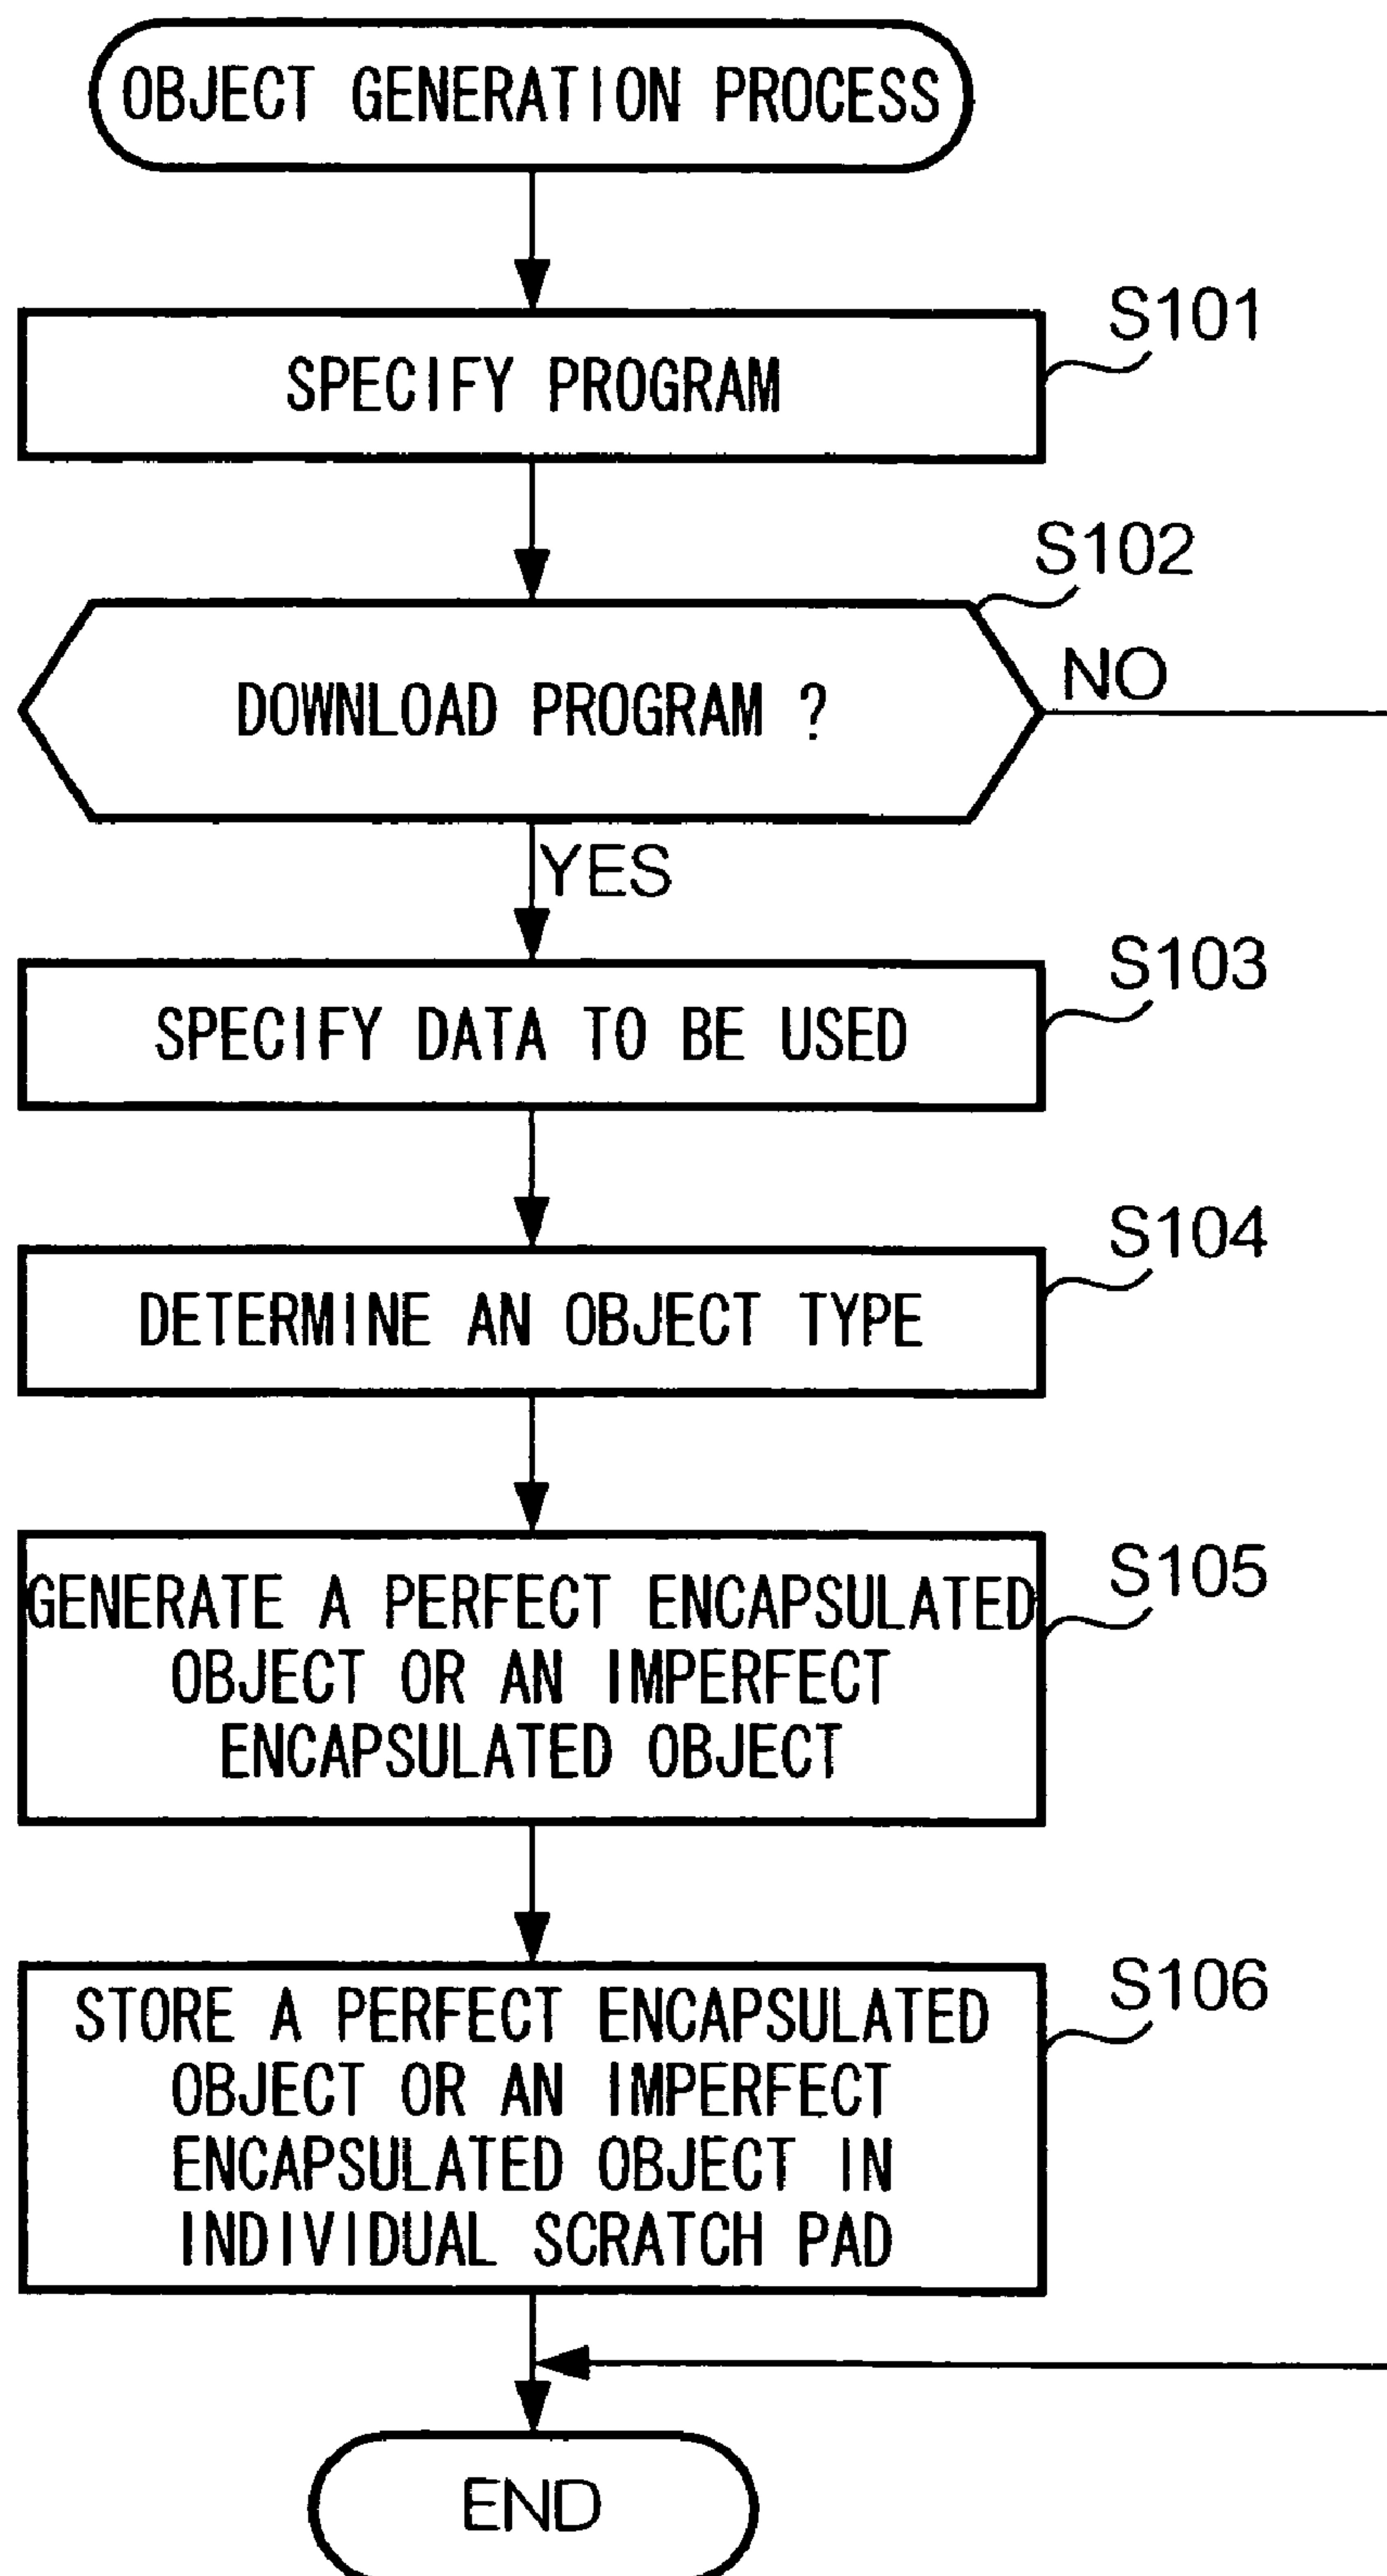 OBJECT GENERATION PROCESS
S101
SPECIFY PROGRAM
S102
DOWNLOAD PROGRAM ?
NO
YES
S103
SPECIFY DATA TO BE USED
S104
DETERMINE AN OBJECT TYPE
S105
GENERATE A PERFECT ENCAPSULATED
OBJECT OR AN IMPERFECT
ENCAPSULATED OBJECT
S106
STORE A PERFECT ENCAPSULATED
OBJECT OR AN IMPERFECT
ENCAPSULATED OBJECT IN
INDIVIDUAL SCRATCH PAD
END